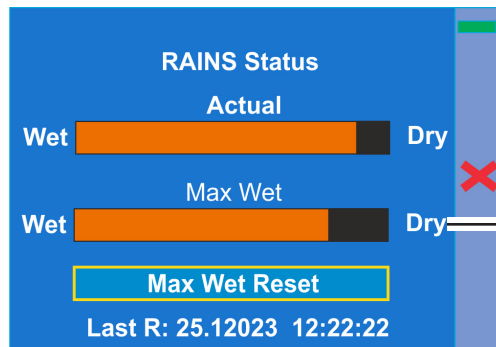 RAINS Status
Actual
Wet Dry
Max Wet
Wet Dry
Max Wet Reset
Last R: 25.12023 12:22:22